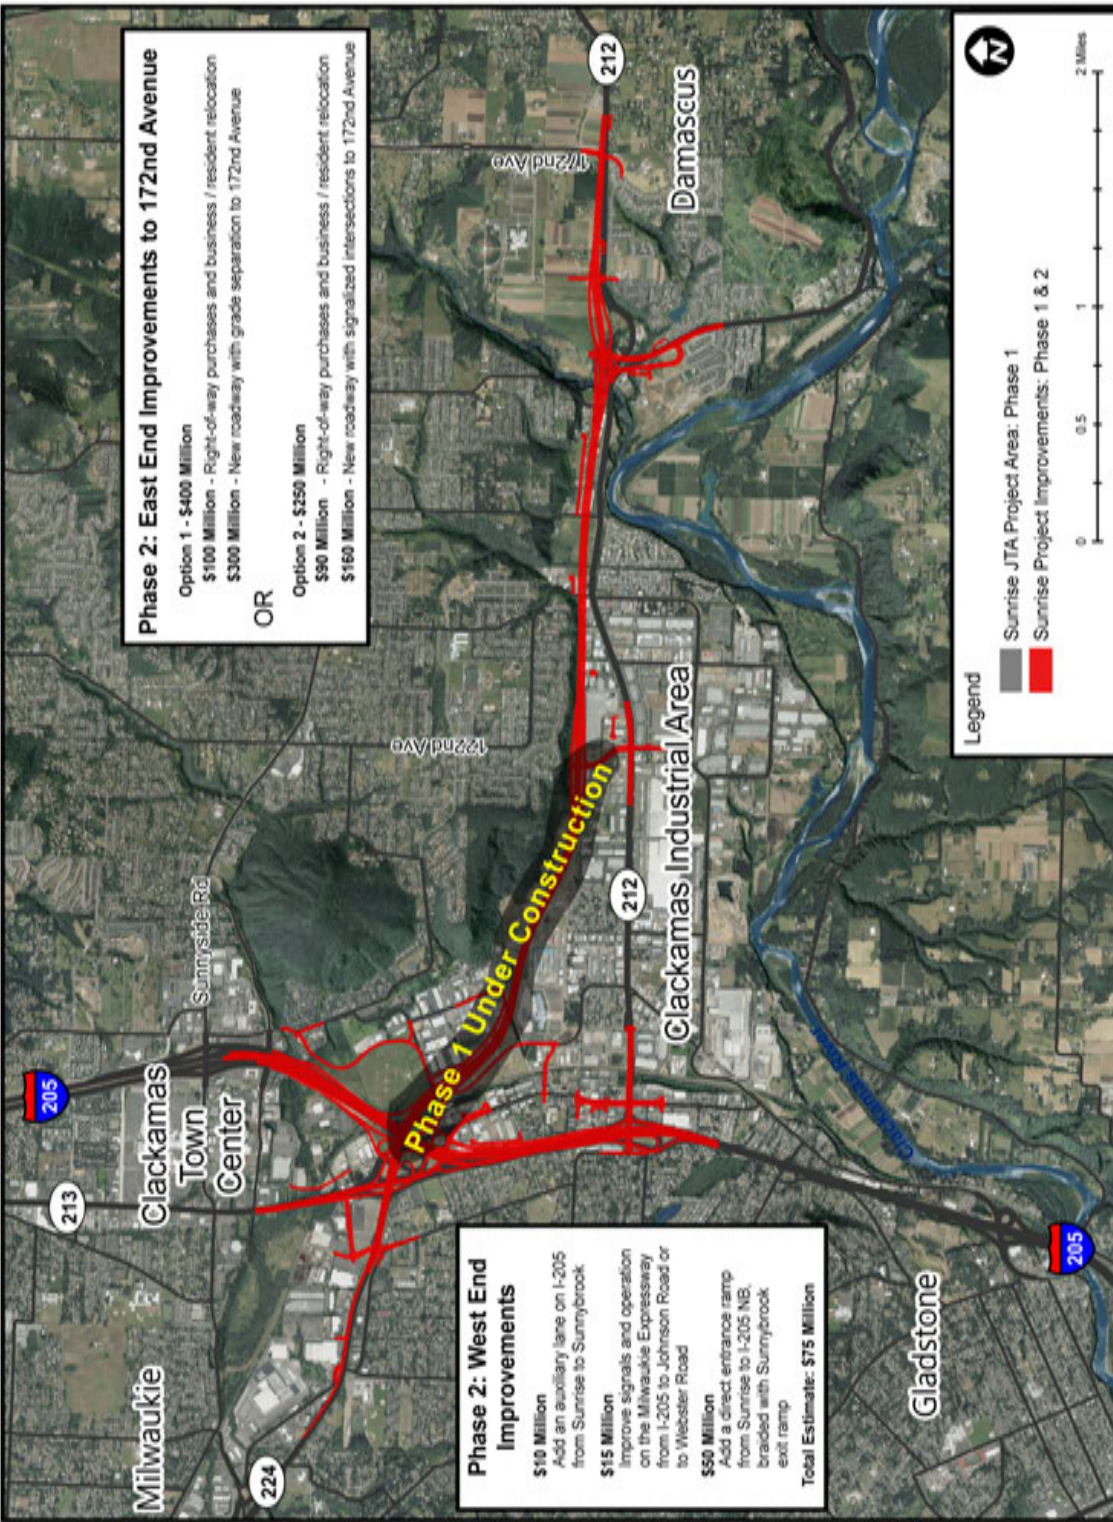 Phase 2: East End Improvements to 172nd Avenue
Option 1 - $400 Million
$100 Million - Right-of-way purchases and business / resident relocation
$300 Million - New roadway with grade separation to 172nd Avenue
OR
Option 2 - $250 Million
$90 Million - Right-of-way purchases and business / resident relocation
$160 Million - New roadway with signalized intersections to 172nd Avenue
205
213
224
Milwaukie
Clackamas
Town
Center
Sunnyside Rd
122nd Ave
172nd Ave
212
Damascus
Phase 1 Under Construction
212
Clackamas Industrial Area
Clackamas River
Gladstone
205
Phase 2: West End
Improvements
$10 Million
Add an auxiliary lane on I-205
from Sunrise to Sunnybrook
$15 Million
Improve signals and operation
on the Milwaukie Expressway
from I-205 to Johnson Road or
to Webster Road
$50 Million
Add a direct entrance ramp
from Sunrise to I-205 NB,
braided with Sunnybrook
exit ramp
Total Estimate: $75 Million
Legend
Sunrise JTA Project Area: Phase 1
Sunrise Project Improvements: Phase 1 & 2
0 0.5 1 2 Miles
N